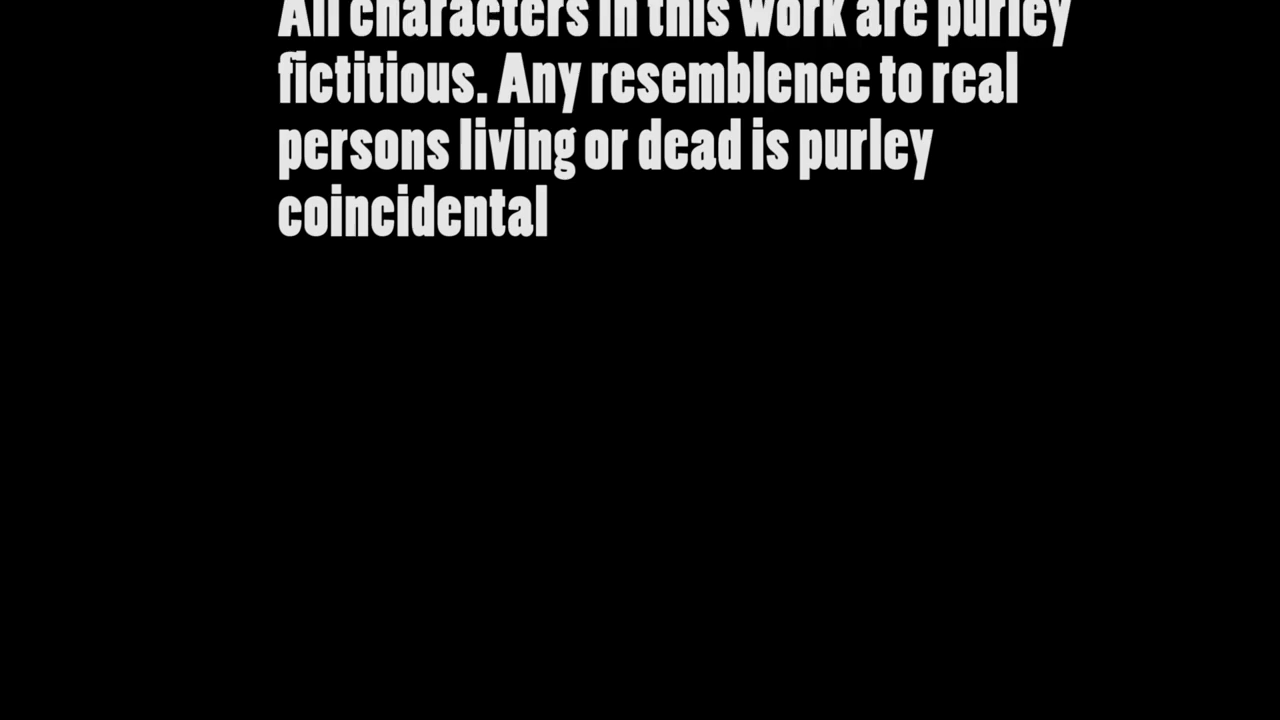 All characters in this work are purley
fictitious. Any resemblence to real
persons living or dead is purley
coincidental